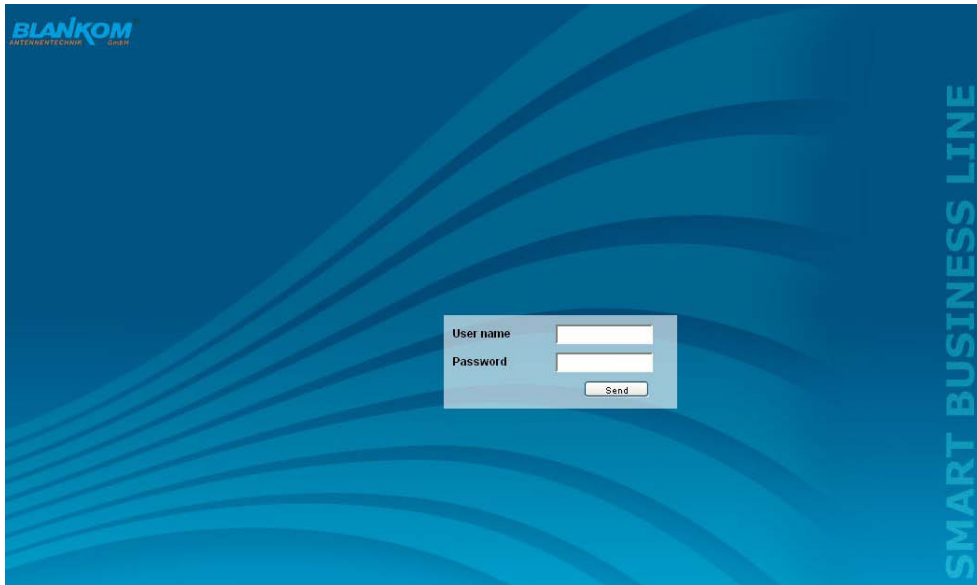 BLANKOM
ANTENNENTECHNIK GmbH
User name
Password
Send
SMART BUSINESS LINE